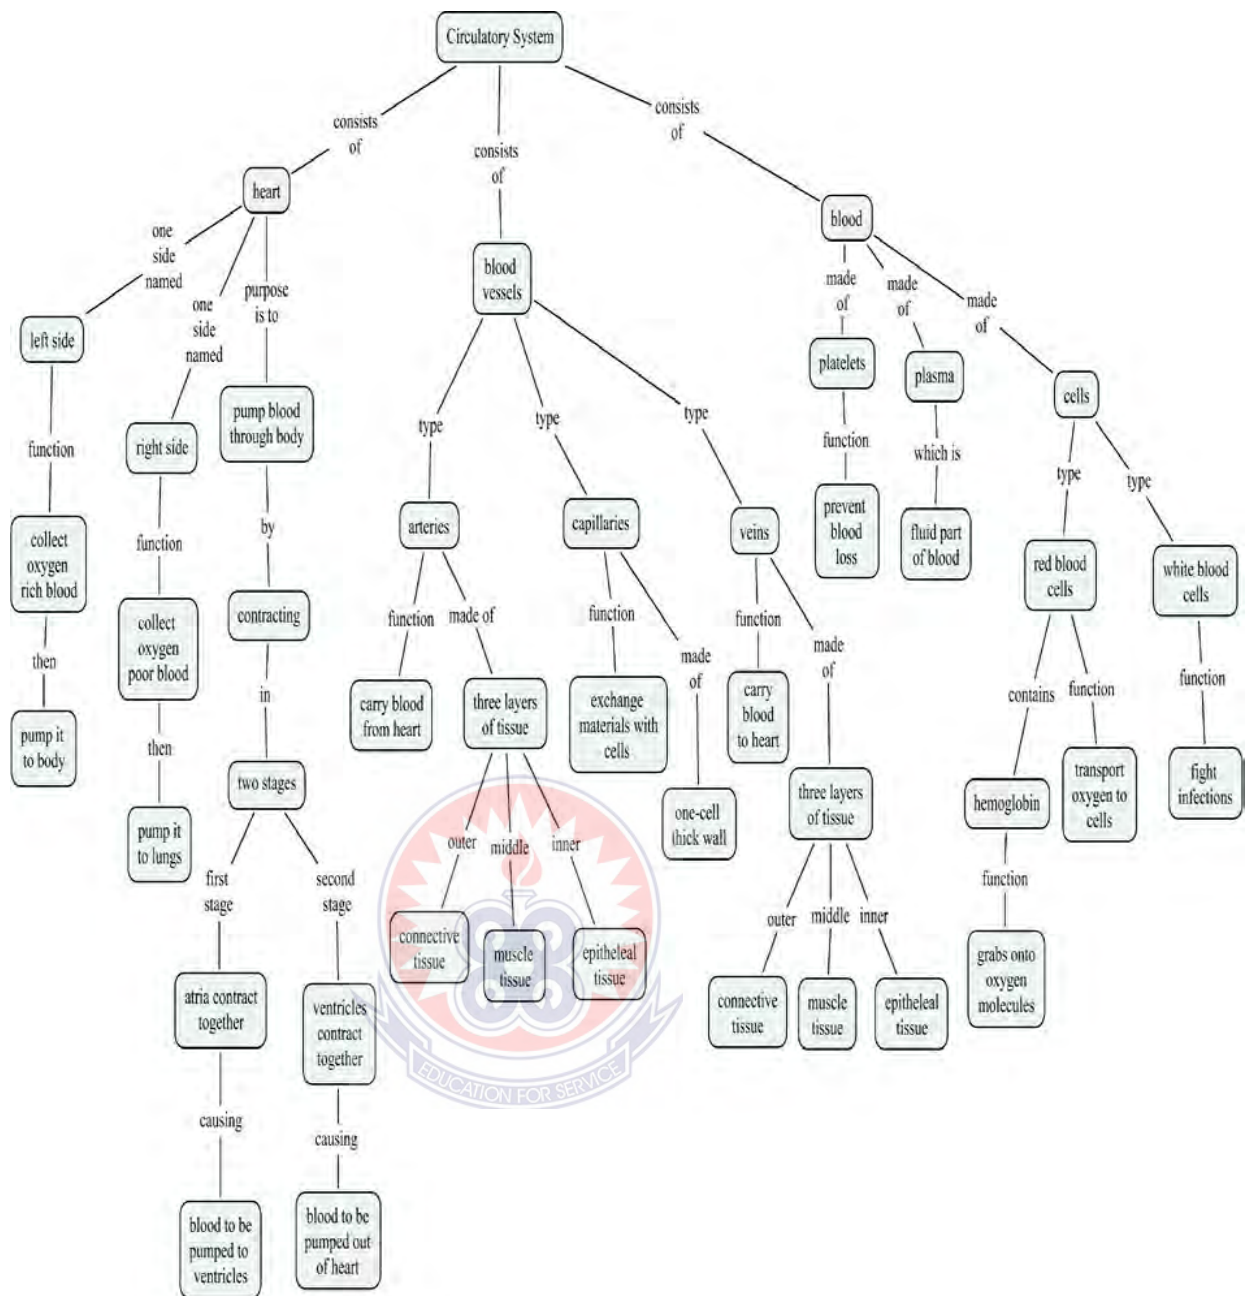 Circulatory System
consists
of
consists
of
consists
of
heart
blood
vessels
blood
one
side
named
one
side
named
purpose
is to
left side
right side
pump blood
through body
function
collect
oxygen
rich blood
then
pump it
to body
function
collect
oxygen
poor blood
then
pump it
to lungs
by
contracting
in
two stages
first
stage
second
stage
atria contract
together
ventricles
contract
together
causing
blood to be
pumped to
ventricles
causing
blood to be
pumped out
of heart
type
type
type
arteries
capillaries
veins
function
made of
carry blood
from heart
three layers
of tissue
outer
middle
inner
connective
tissue
muscle
tissue
epitheleal
tissue
function
made
of
exchange
materials with
cells
one-cell
thick wall
function
made
of
carry
blood
to heart
three layers
of tissue
outer
middle
inner
connective
tissue
muscle
tissue
epitheleal
tissue
made
of
made
of
made
of
platelets
plasma
cells
function
prevent
blood
loss
which is
fluid part
of blood
type
type
red blood
cells
white blood
cells
contains
function
function
hemoglobin
transport
oxygen to
cells
fight
infections
function
grabs onto
oxygen
molecules
EDUCATION FOR SERVICE